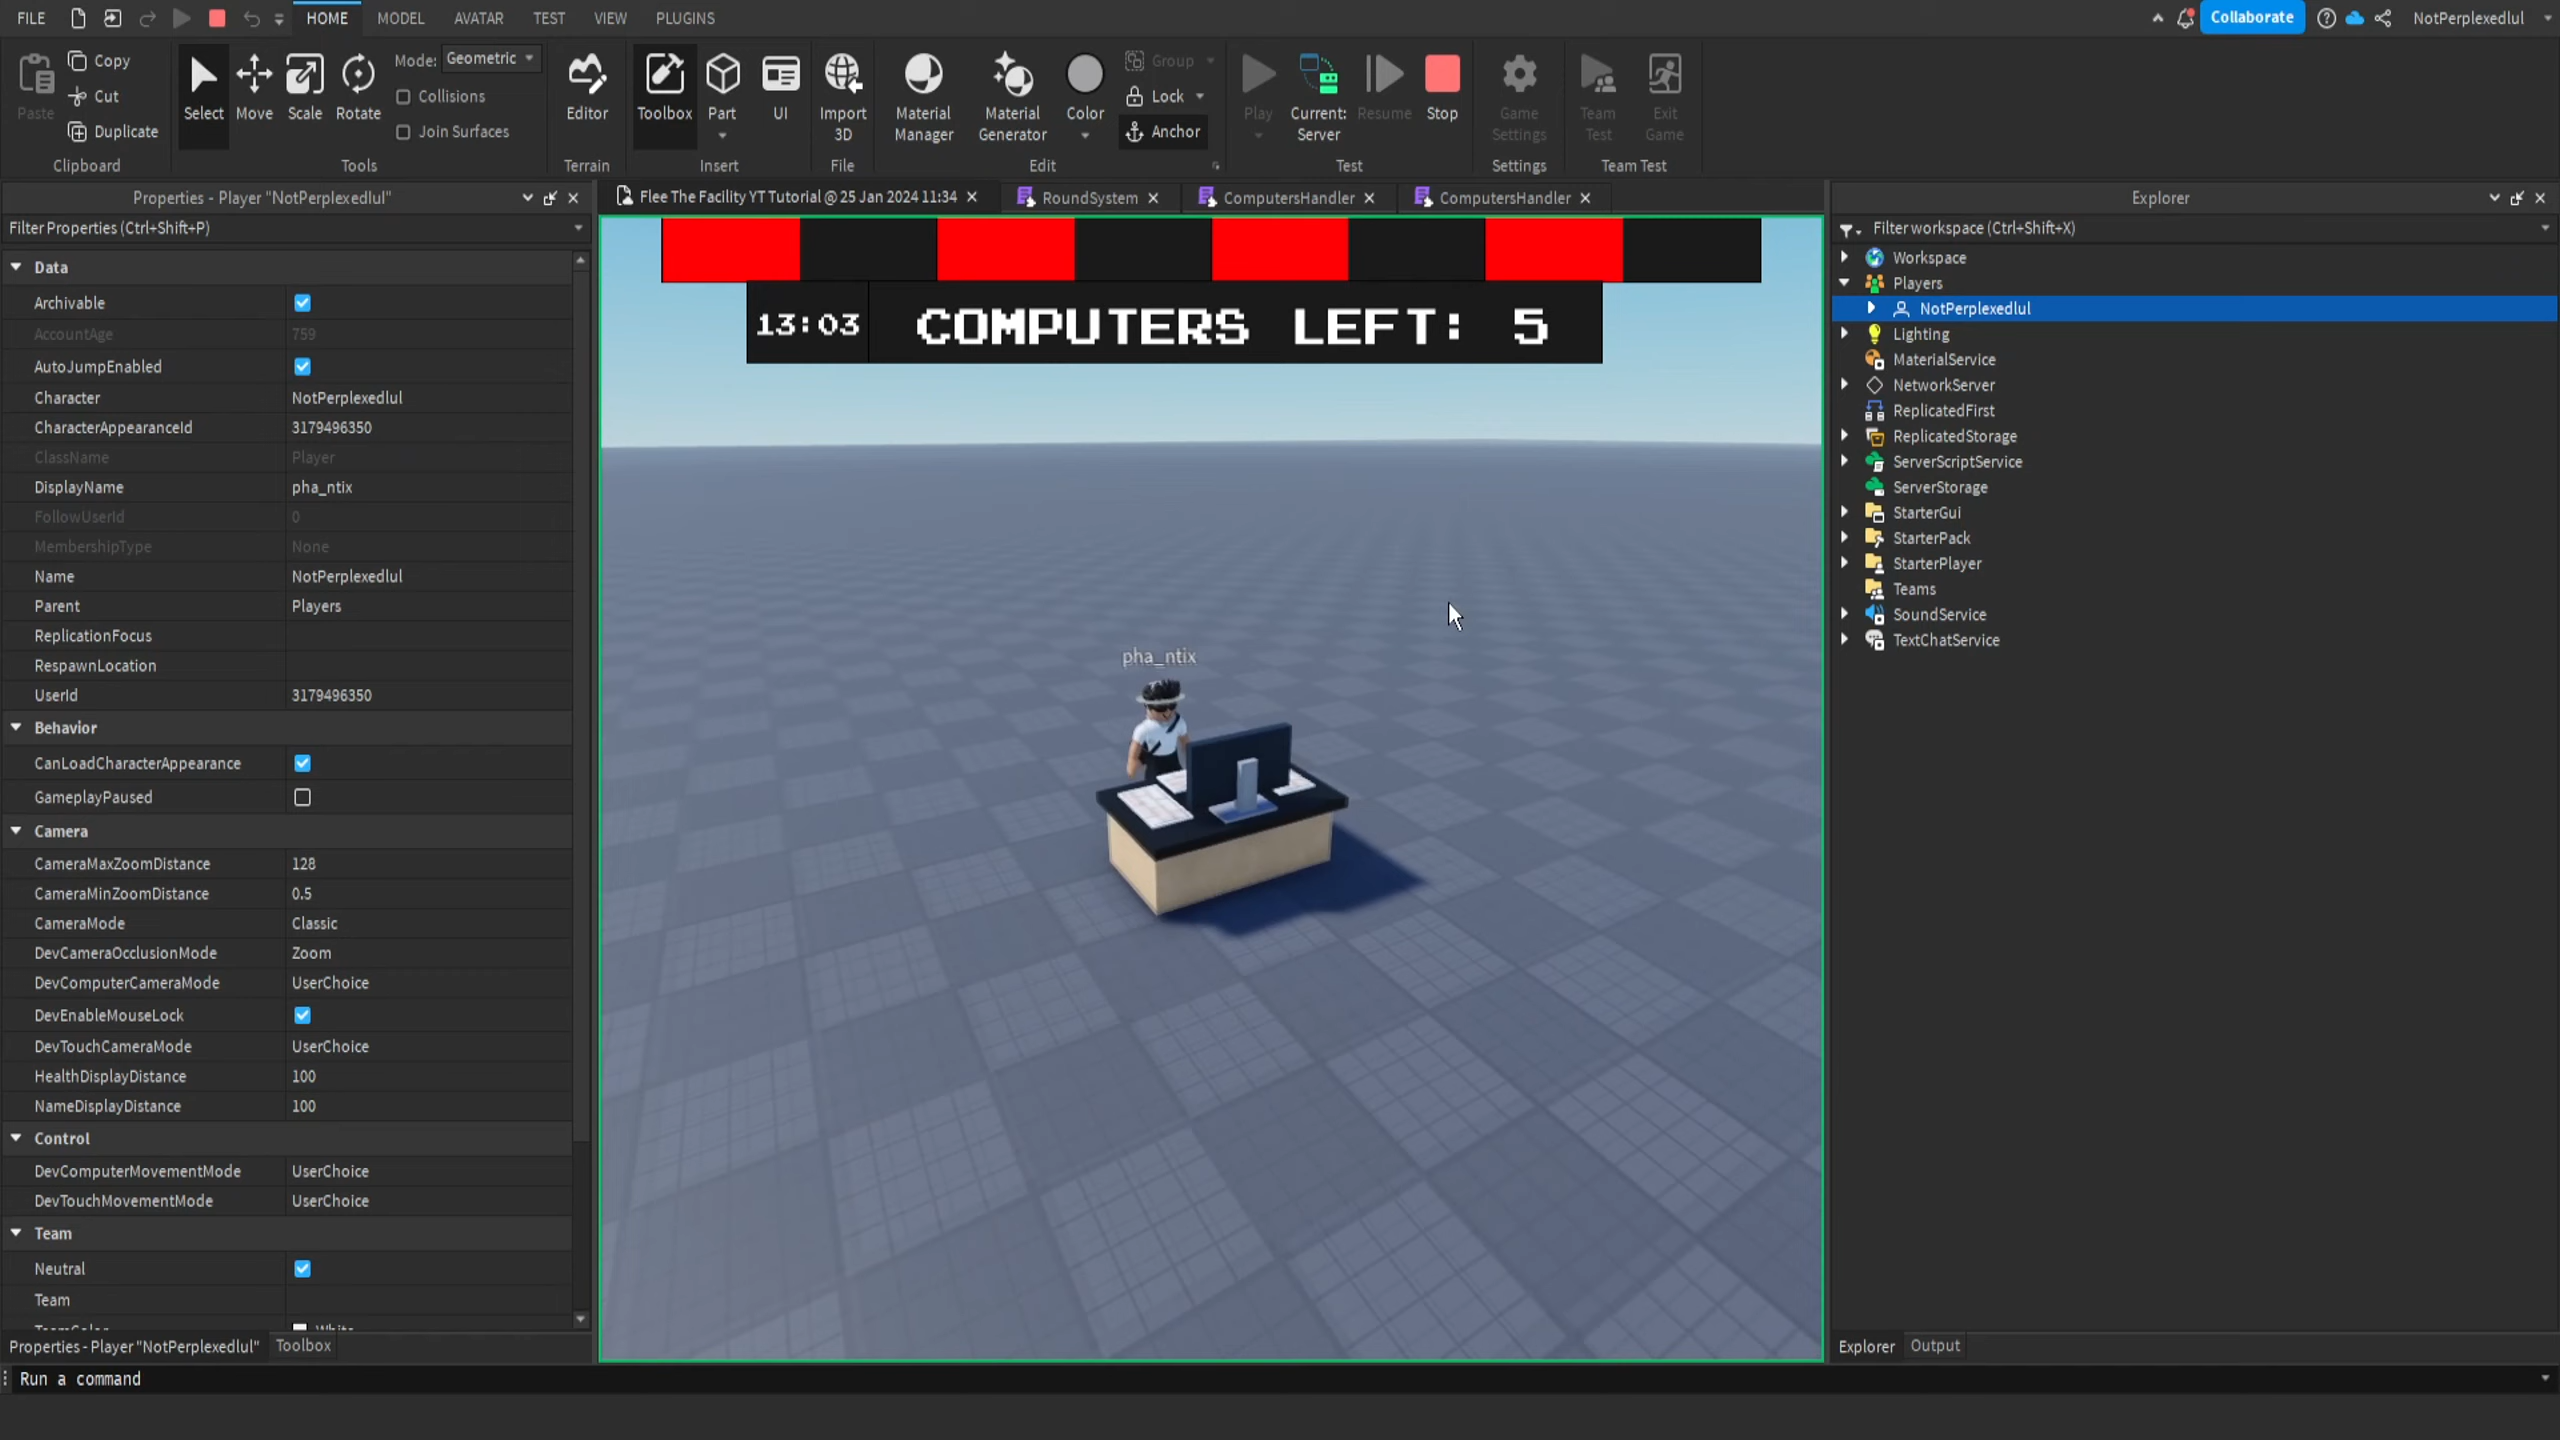 FILE HOME MODEL AVATAR TEST VIEW PLUGINS Collaborate NotPerplexedlul
Paste Copy Cut Duplicate
Clipboard
Select Move Scale Rotate
Mode: Geometric
Collisions
Join Surfaces
Tools
Editor
Terrain
Toolbox Part UI
Insert
Import 3D
File
Material Manager
Material Generator
Color
Group
Lock
Anchor
Edit
Play
Current: Server
Resume Stop
Test
Game Settings
Settings
Team Test
Exit Game
Team Test
Properties - Player "NotPerplexedlul"
Filter Properties (Ctrl+Shift+P)
Data
Archivable
AccountAge 759
AutoJumpEnabled
Character NotPerplexedlul
CharacterAppearanceId 3179496350
ClassName Player
DisplayName pha_ntix
FollowUserId 0
MembershipType None
Name NotPerplexedlul
Parent Players
ReplicationFocus
RespawnLocation
UserId 3179496350
Behavior
CanLoadCharacterAppearance
GameplayPaused
Camera
CameraMaxZoomDistance 128
CameraMinZoomDistance 0.5
CameraMode Classic
DevCameraOcclusionMode Zoom
DevComputerCameraMode UserChoice
DevEnableMouseLock
DevTouchCameraMode UserChoice
HealthDisplayDistance 100
NameDisplayDistance 100
Control
DevComputerMovementMode UserChoice
DevTouchMovementMode UserChoice
Team
Neutral
Team
Properties - Player "NotPerplexedlul" Toolbox
Run a command
Flee The Facility YT Tutorial @ 25 Jan 2024 11:34 RoundSystem ComputersHandler ComputersHandler
13:03 COMPUTERS LEFT: 5
pha_ntix
Explorer
Filter workspace (Ctrl+Shift+X)
Workspace
Players
NotPerplexedlul
Lighting
MaterialService
NetworkServer
ReplicatedFirst
ReplicatedStorage
ServerScriptService
ServerStorage
StarterGui
StarterPack
StarterPlayer
Teams
SoundService
TextChatService
Explorer Output